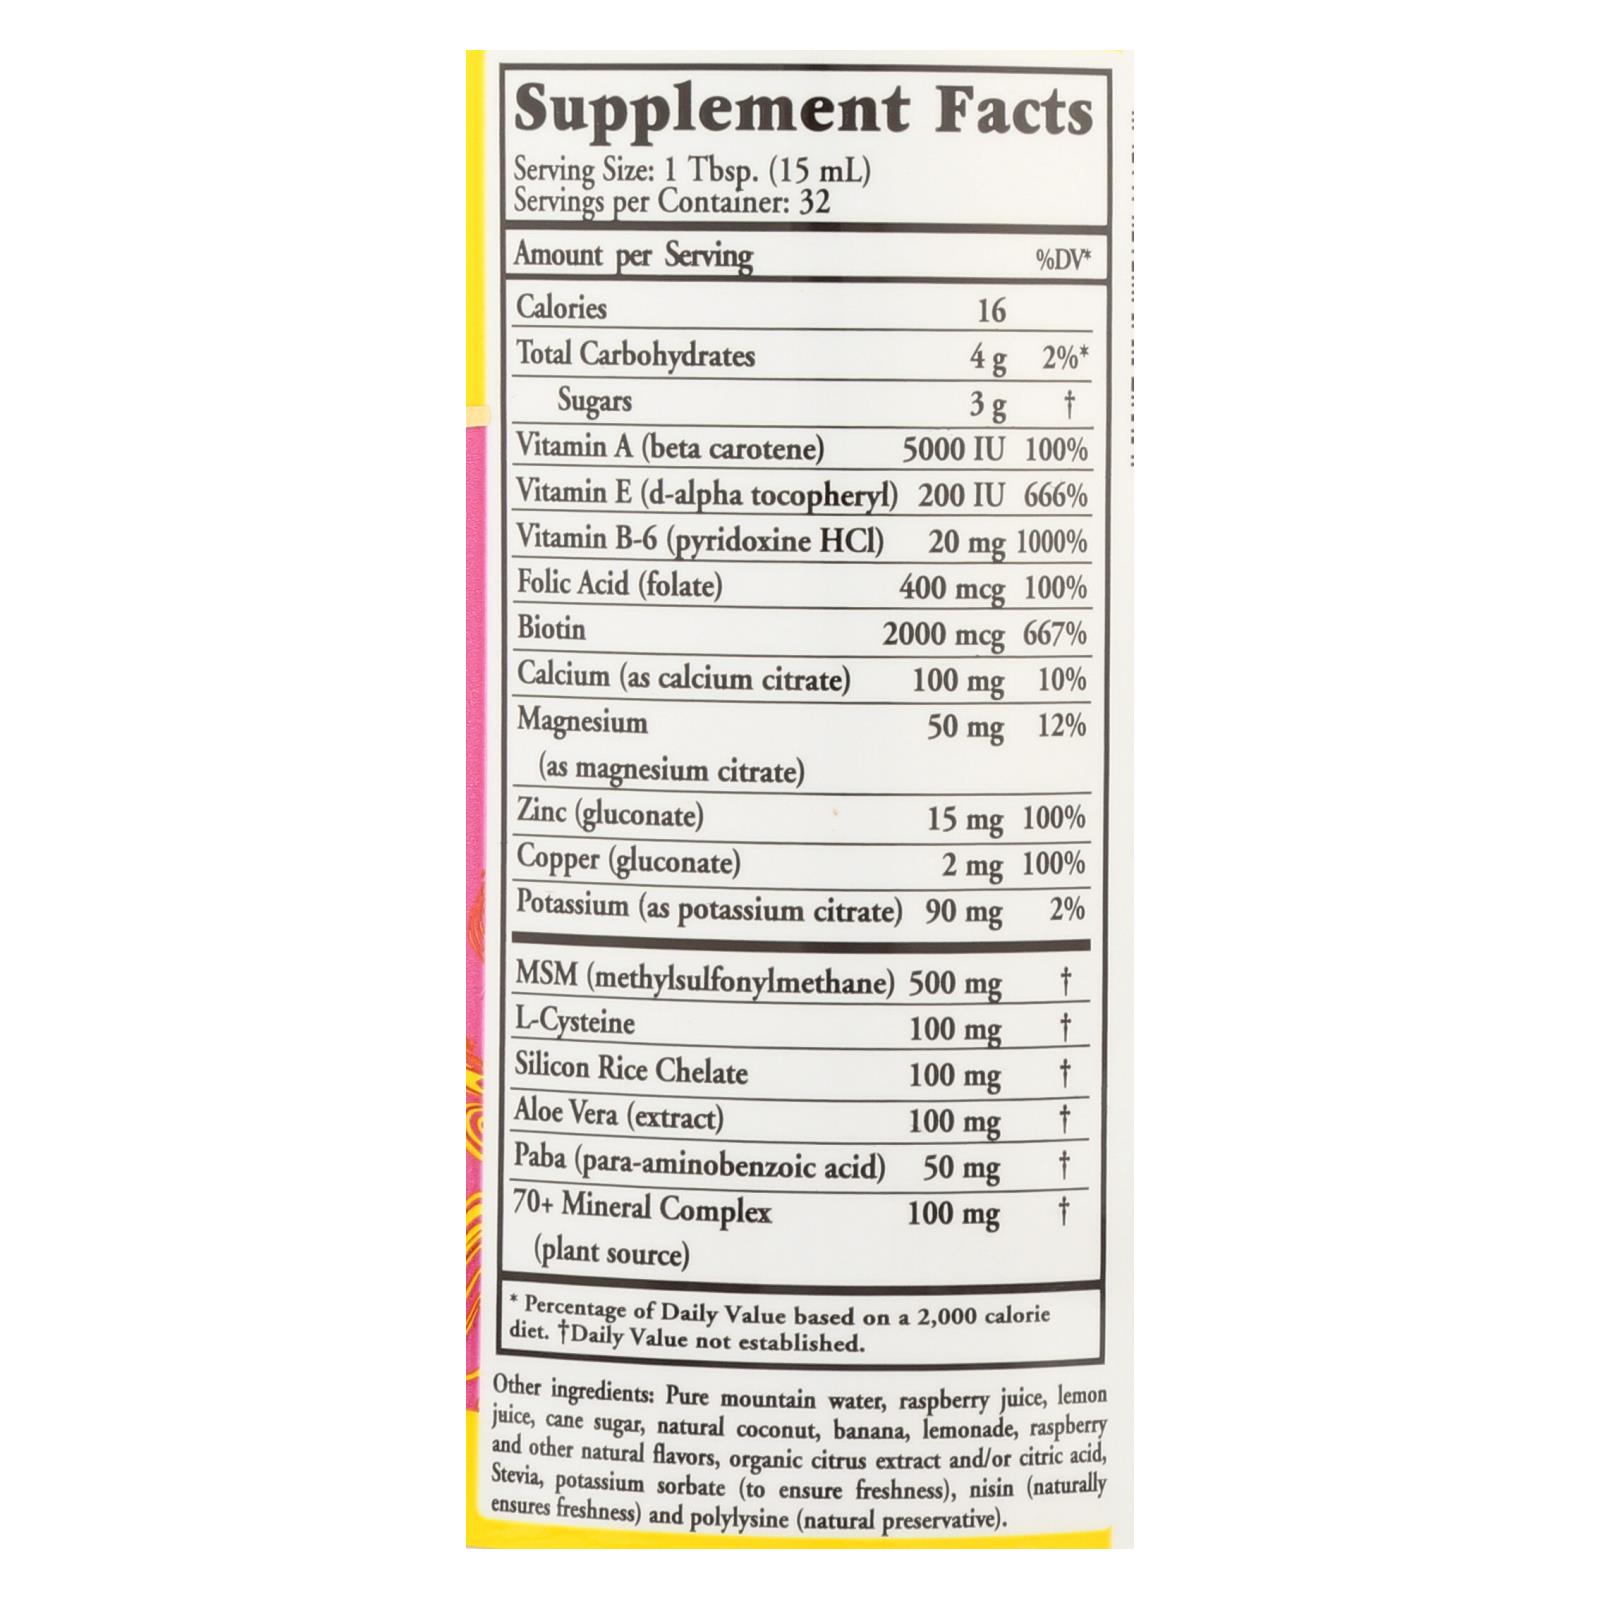 Supplement Facts
Serving Size: 1 Tbsp. (15 mL)
Servings per Container: 32
Amount per Serving %DV*
Calories 16
Total Carbohydrates 4 g 2%*
Sugars 3 g †
Vitamin A (beta carotene) 5000 IU 100%
Vitamin E (d-alpha tocopheryl) 200 IU 666%
Vitamin B-6 (pyridoxine HCl) 20 mg 1000%
Folic Acid (folate) 400 mcg 100%
Biotin 2000 mcg 667%
Calcium (as calcium citrate) 100 mg 10%
Magnesium 50 mg 12%
(as magnesium citrate)
Zinc (gluconate) 15 mg 100%
Copper (gluconate) 2 mg 100%
Potassium (as potassium citrate) 90 mg 2%
MSM (methylsulfonylmethane) 500 mg †
L-Cysteine 100 mg †
Silicon Rice Chelate 100 mg †
Aloe Vera (extract) 100 mg †
Paba (para-aminobenzoic acid) 50 mg †
70+ Mineral Complex 100 mg †
(plant source)
* Percentage of Daily Value based on a 2,000 calorie
diet. †Daily Value not established.
Other ingredients: Pure mountain water, raspberry juice, lemon
juice, cane sugar, natural coconut, banana, lemonade, raspberry
and other natural flavors, organic citrus extract and/or citric acid,
Stevia, potassium sorbate (to ensure freshness), nisin (naturally
ensures freshness) and polylysine (natural preservative).